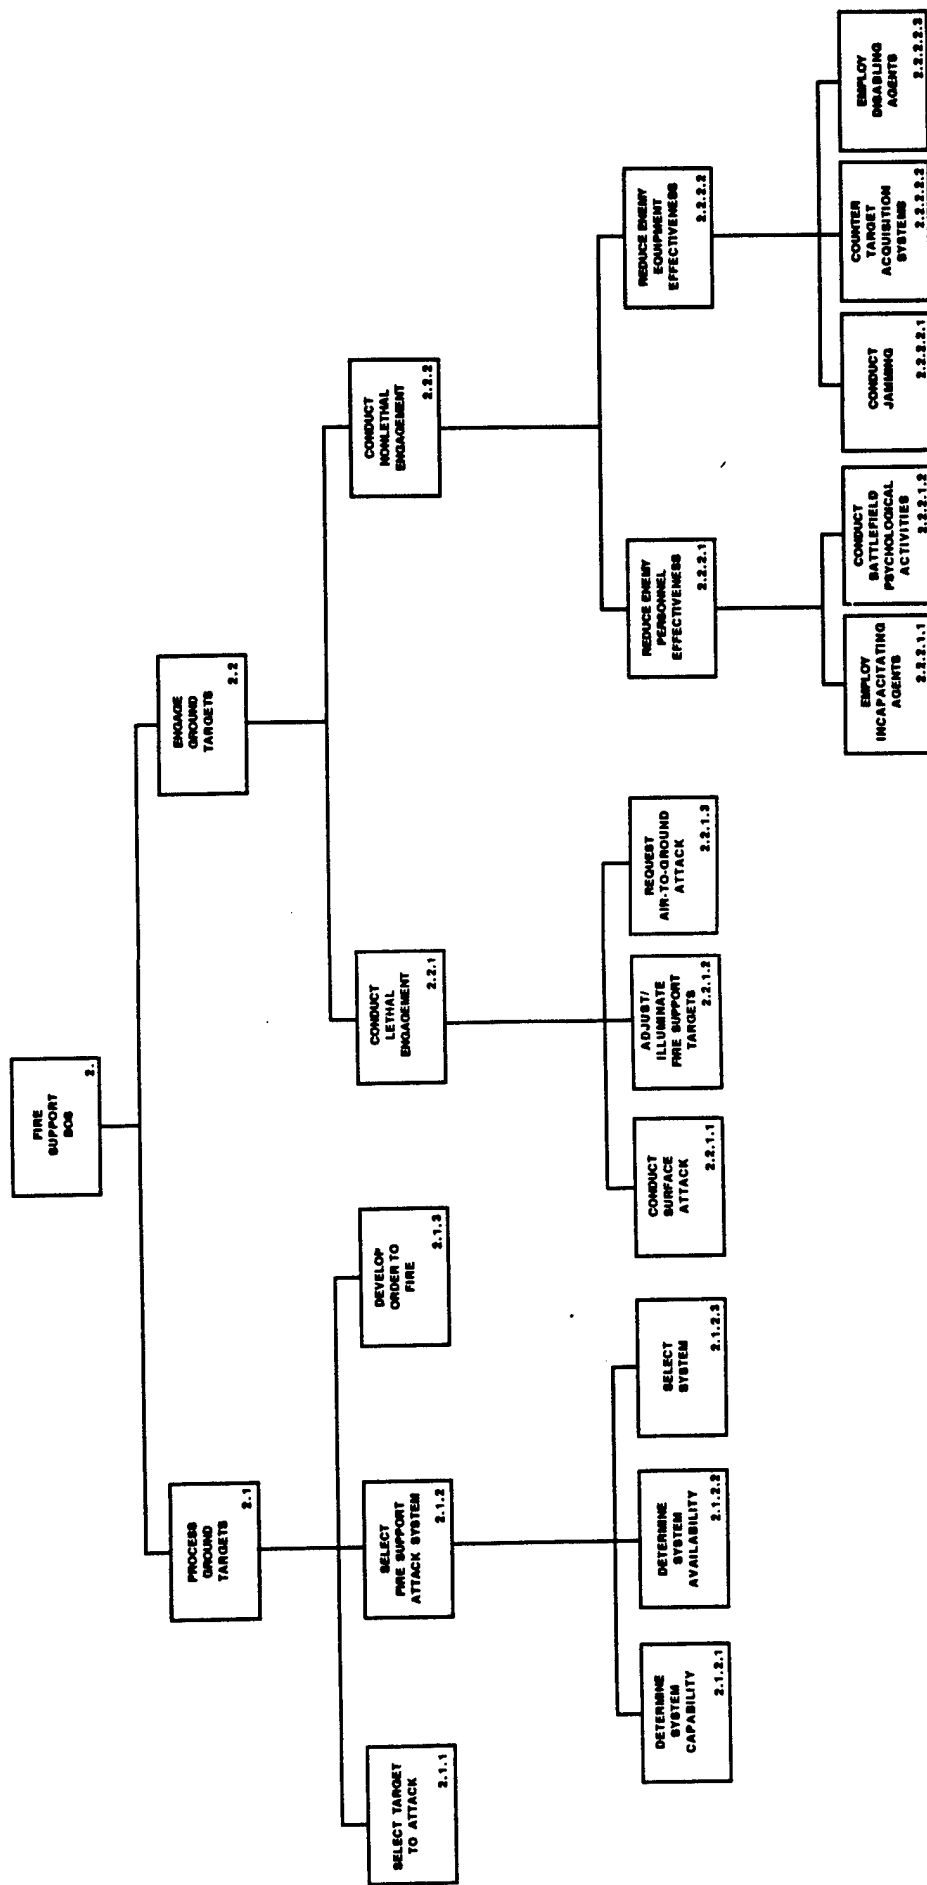 FIRE
SUPPORT
BOS
2.
PROCESS
GROUND
TARGETS
2.1
ENGAGE
GROUND
TARGETS
2.2
SELECT TARGET
TO ATTACK
2.1.1
SELECT
FIRE SUPPORT
ATTACK SYSTEM
2.1.2
DEVELOP
ORDER TO
FIRE
2.1.3
CONDUCT
LETHAL
ENGAGEMENT
2.2.1
CONDUCT
NONLETHAL
ENGAGEMENT
2.2.2
DETERMINE
SYSTEM
CAPABILITY
2.1.2.1
DETERMINE
SYSTEM
AVAILABILITY
2.1.2.2
SELECT
SYSTEM
2.1.2.3
CONDUCT
SURFACE
ATTACK
2.2.1.1
ADJUST/
ILLUMINATE
FIRE SUPPORT
TARGETS
2.2.1.2
REQUEST
AIR-TO-GROUND
ATTACK
2.2.1.3
REDUCE ENEMY
PERSONNEL
EFFECTIVENESS
2.2.2.1
REDUCE ENEMY
EQUIPMENT
EFFECTIVENESS
2.2.2.2
EMPLOY
INCAPACITATING
AGENTS
2.2.2.1.1
CONDUCT
BATTLEFIELD
PSYCHOLOGICAL
ACTIVITIES
2.2.2.1.2
CONDUCT
JAMMING
2.2.2.2.1
COUNTER
TARGET
ACQUISITION
SYSTEMS
2.2.2.2.2
EMPLOY
DISABLING
AGENTS
2.2.2.2.3